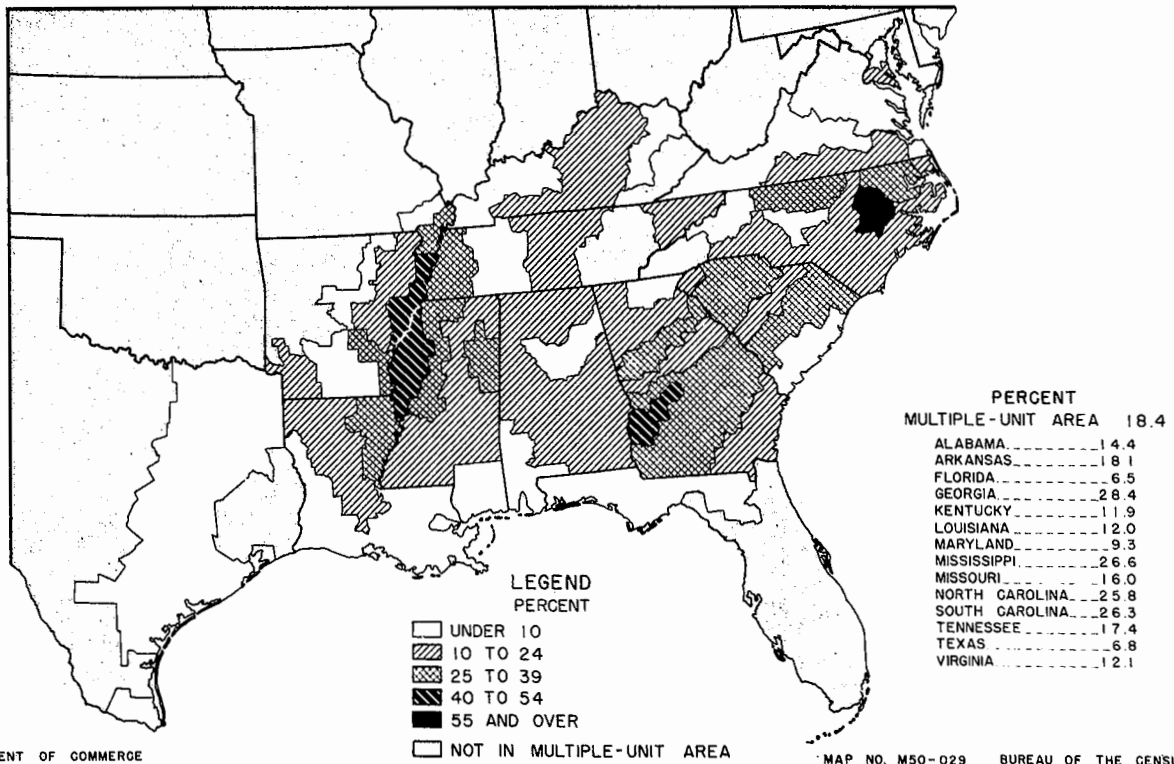 PERCENT
MULTIPLE-UNIT AREA 18.4
ALABAMA 14.4
ARKANSAS 18 1
FLORIDA 6.5
GEORGIA 28.4
KENTUCKY 11.9
LOUISIANA 12.0
MARYLAND 9.3
MISSISSIPPI 26.6
MISSOURI 16.0
NORTH CAROLINA 25.8
SOUTH CAROLINA 26.3
TENNESSEE 17.4
TEXAS 6.8
VIRGINIA 12.1
LEGEND
PERCENT
UNDER 10
10 TO 24
25 TO 39
40 TO 54
55 AND OVER
NOT IN MULTIPLE-UNIT AREA
ENT OF COMMERCE
MAP NO. M50-029 BUREAU OF THE CENS